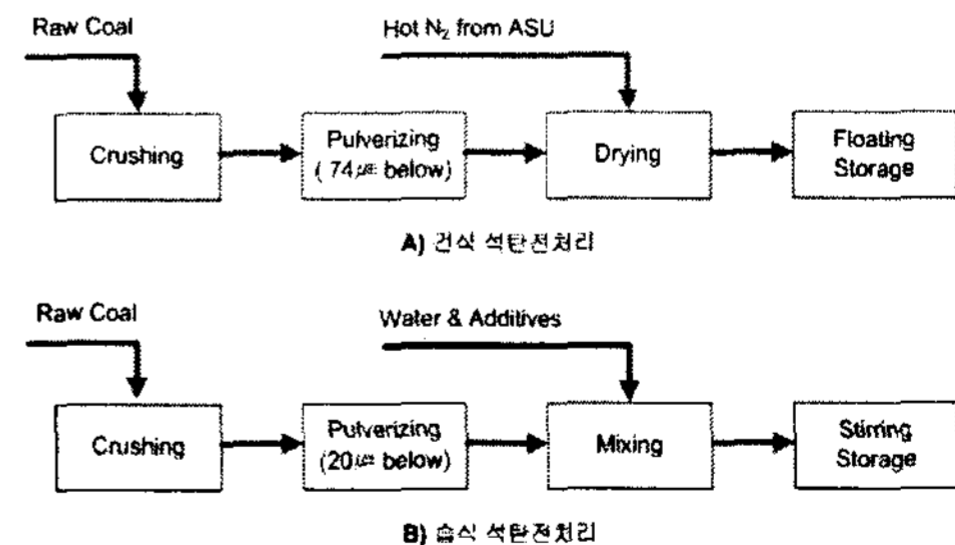 Raw Coal
Hot N₂ from ASU
Crushing
Pulverizing
( 74㎛ below)
Drying
Floating
Storage
A) 건식 석탄전처리
Raw Coal
Water & Additives
Crushing
Pulverizing
(20㎛ below)
Mixing
Stirring
Storage
B) 습식 석탄전처리